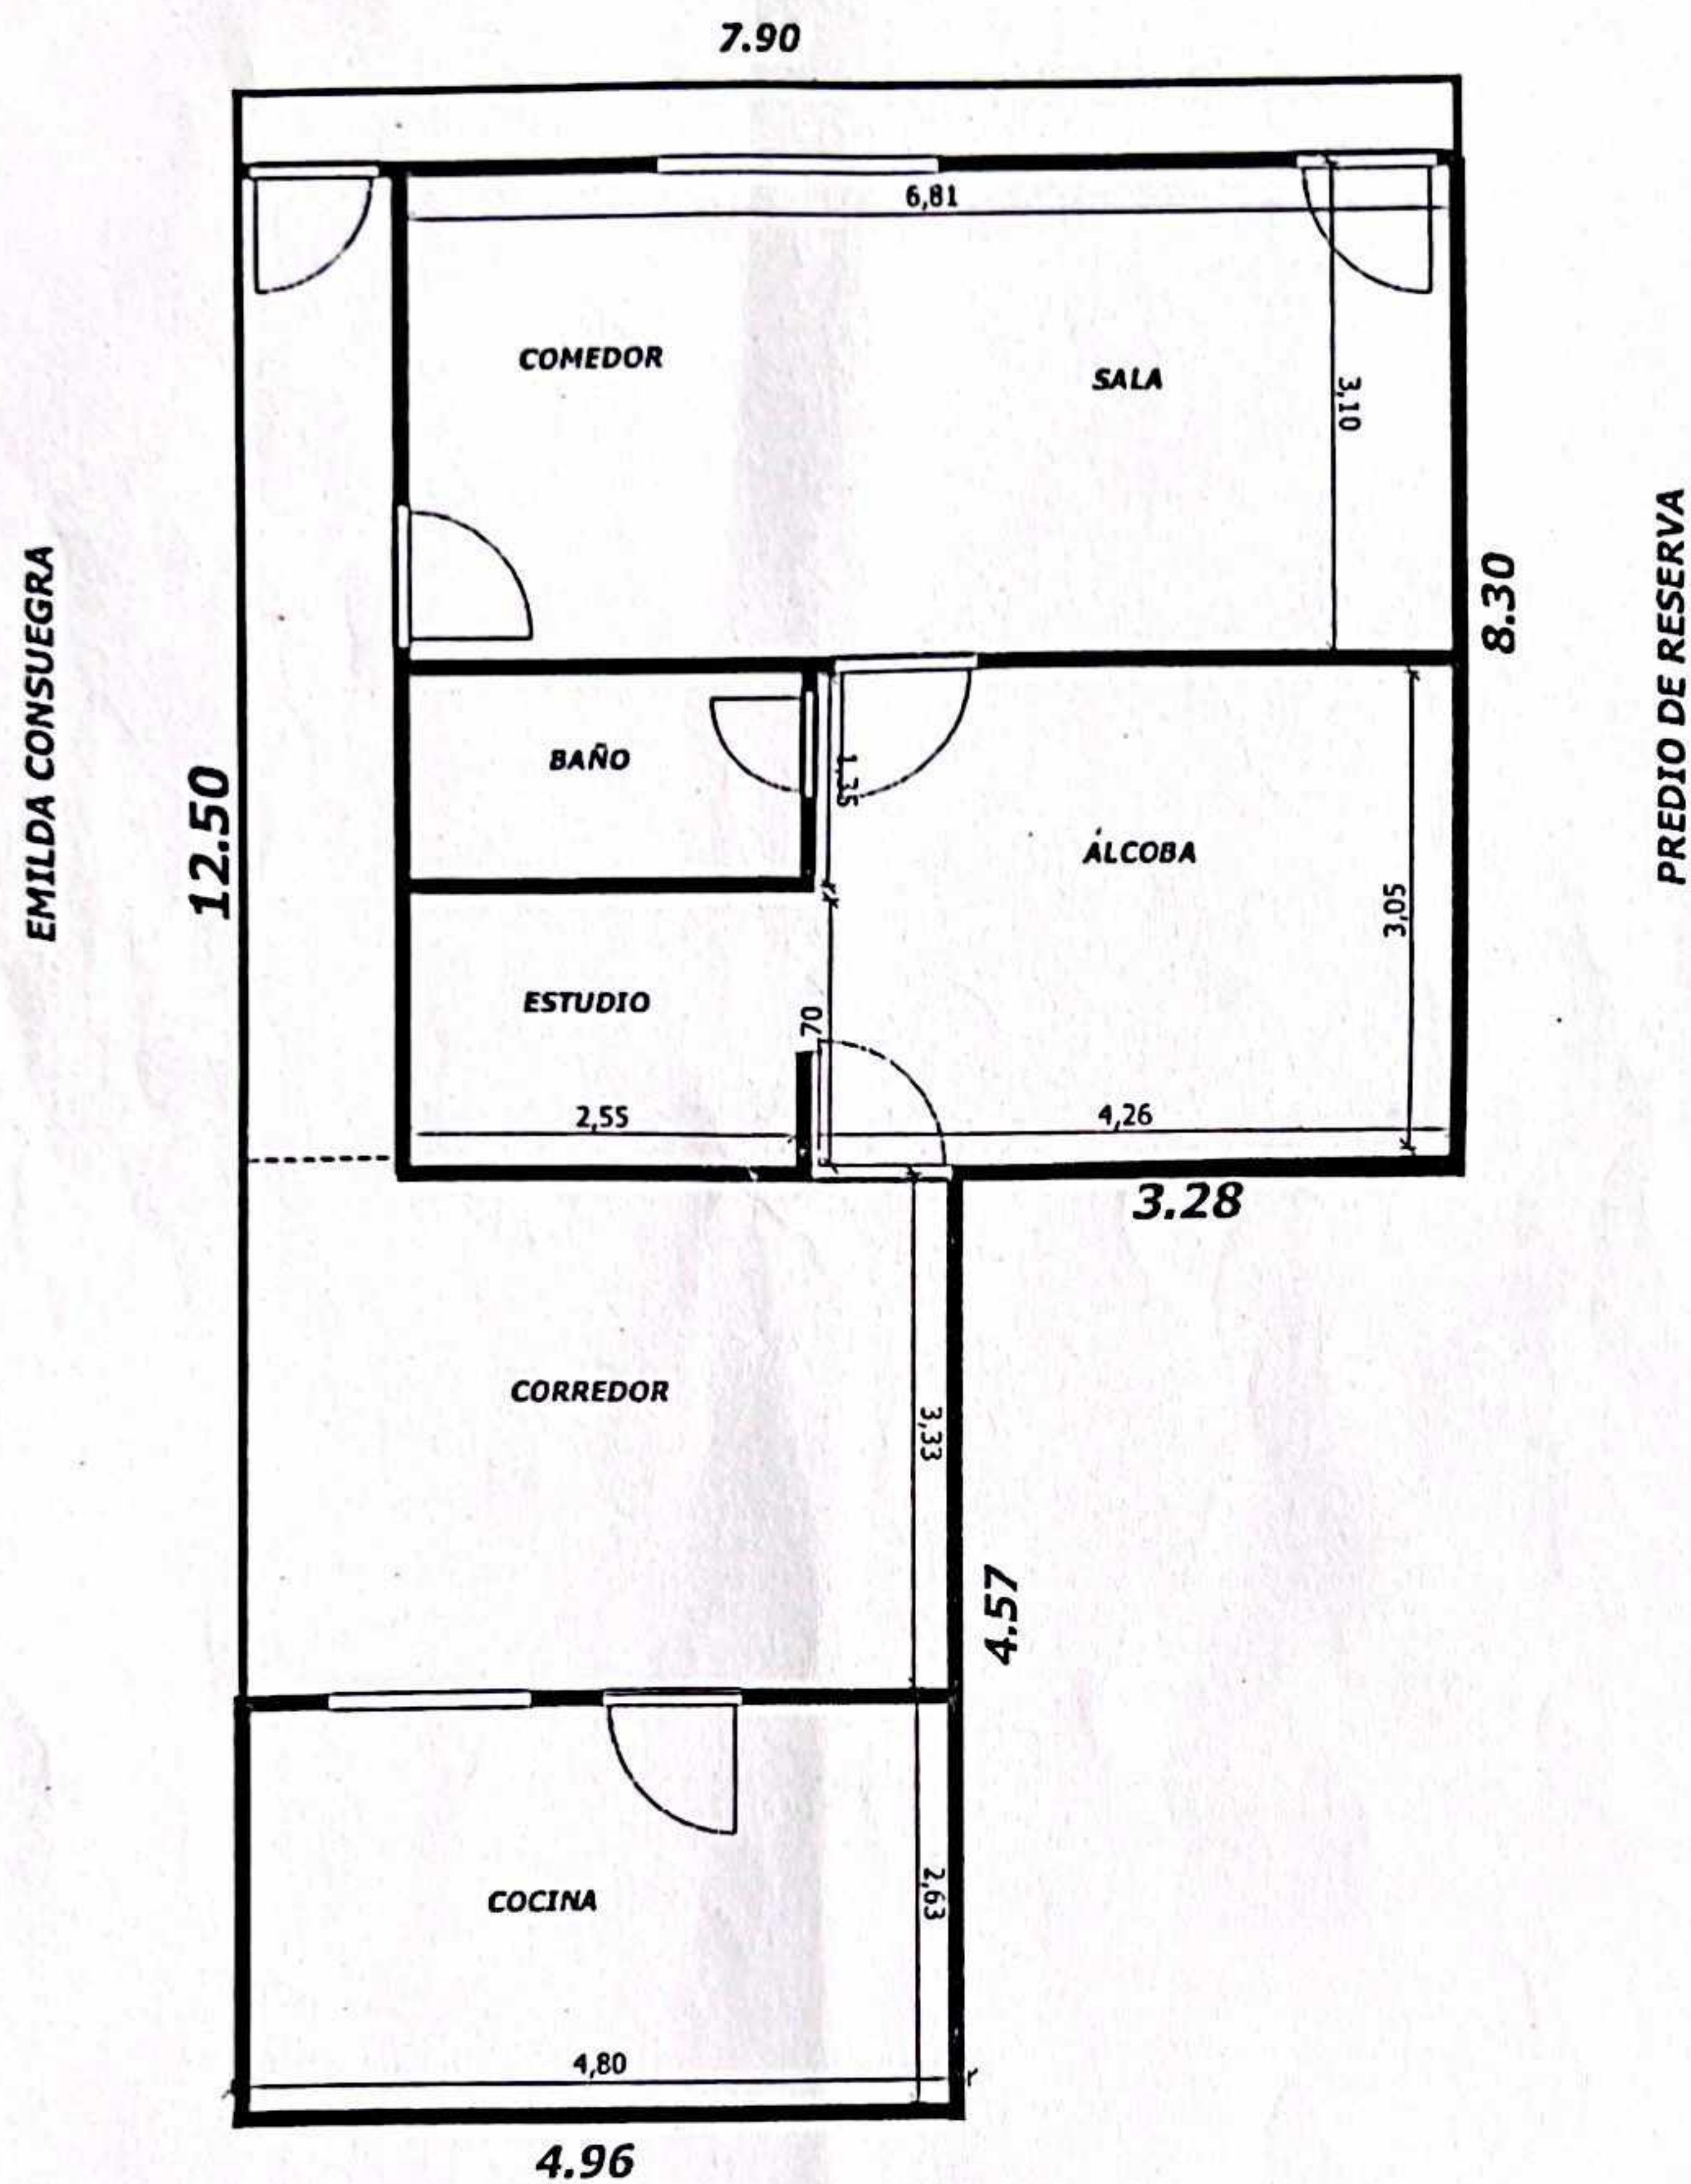 7.90
6,81
COMEDOR
SALA
3,10
EMILDA CONSUEGRA
PREDIO DE RESERVA
8.30
12.50
BAÑO
1,35
ÁLCOBA
3,05
ESTUDIO
70
2,55
4,26
3.28
CORREDOR
3,33
4.57
COCINA
2,63
4,80
4.96